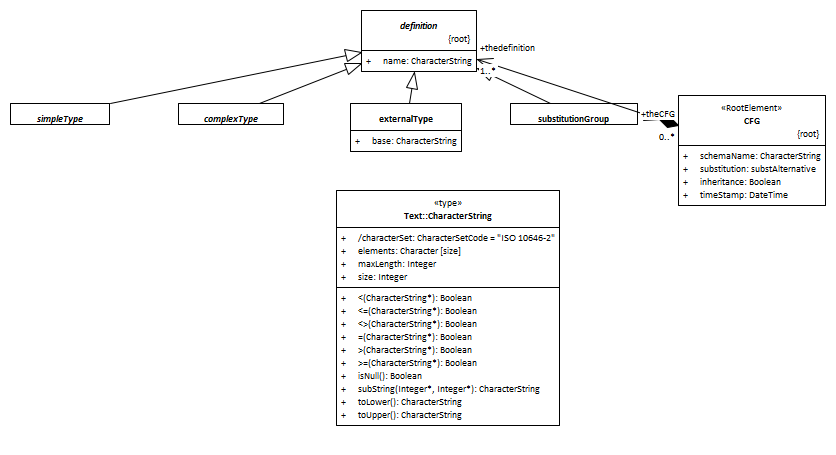 definition
{root}
+ name: CharacterString
+thedefinition
1..*
simpleType
complexType
externalType
+ base: CharacterString
substitutionGroup
+theCFG
0..*
«RootElement»
CFG
{root}
+ schemaName: CharacterString
+ substitution: substAlternative
+ inheritance: Boolean
+ timeStamp: DateTime
«type»
Text::CharacterString
+ /characterSet: CharacterSetCode = "ISO 10646-2"
+ elements: Character [size]
+ maxLength: Integer
+ size: Integer
+ <(CharacterString*): Boolean
+ <=(CharacterString*): Boolean
+ <>(CharacterString*): Boolean
+ =(CharacterString*): Boolean
+ >(CharacterString*): Boolean
+ >=(CharacterString*): Boolean
+ isNull(): Boolean
+ subString(Integer*, Integer*): CharacterString
+ toLower(): CharacterString
+ toUpper(): CharacterString